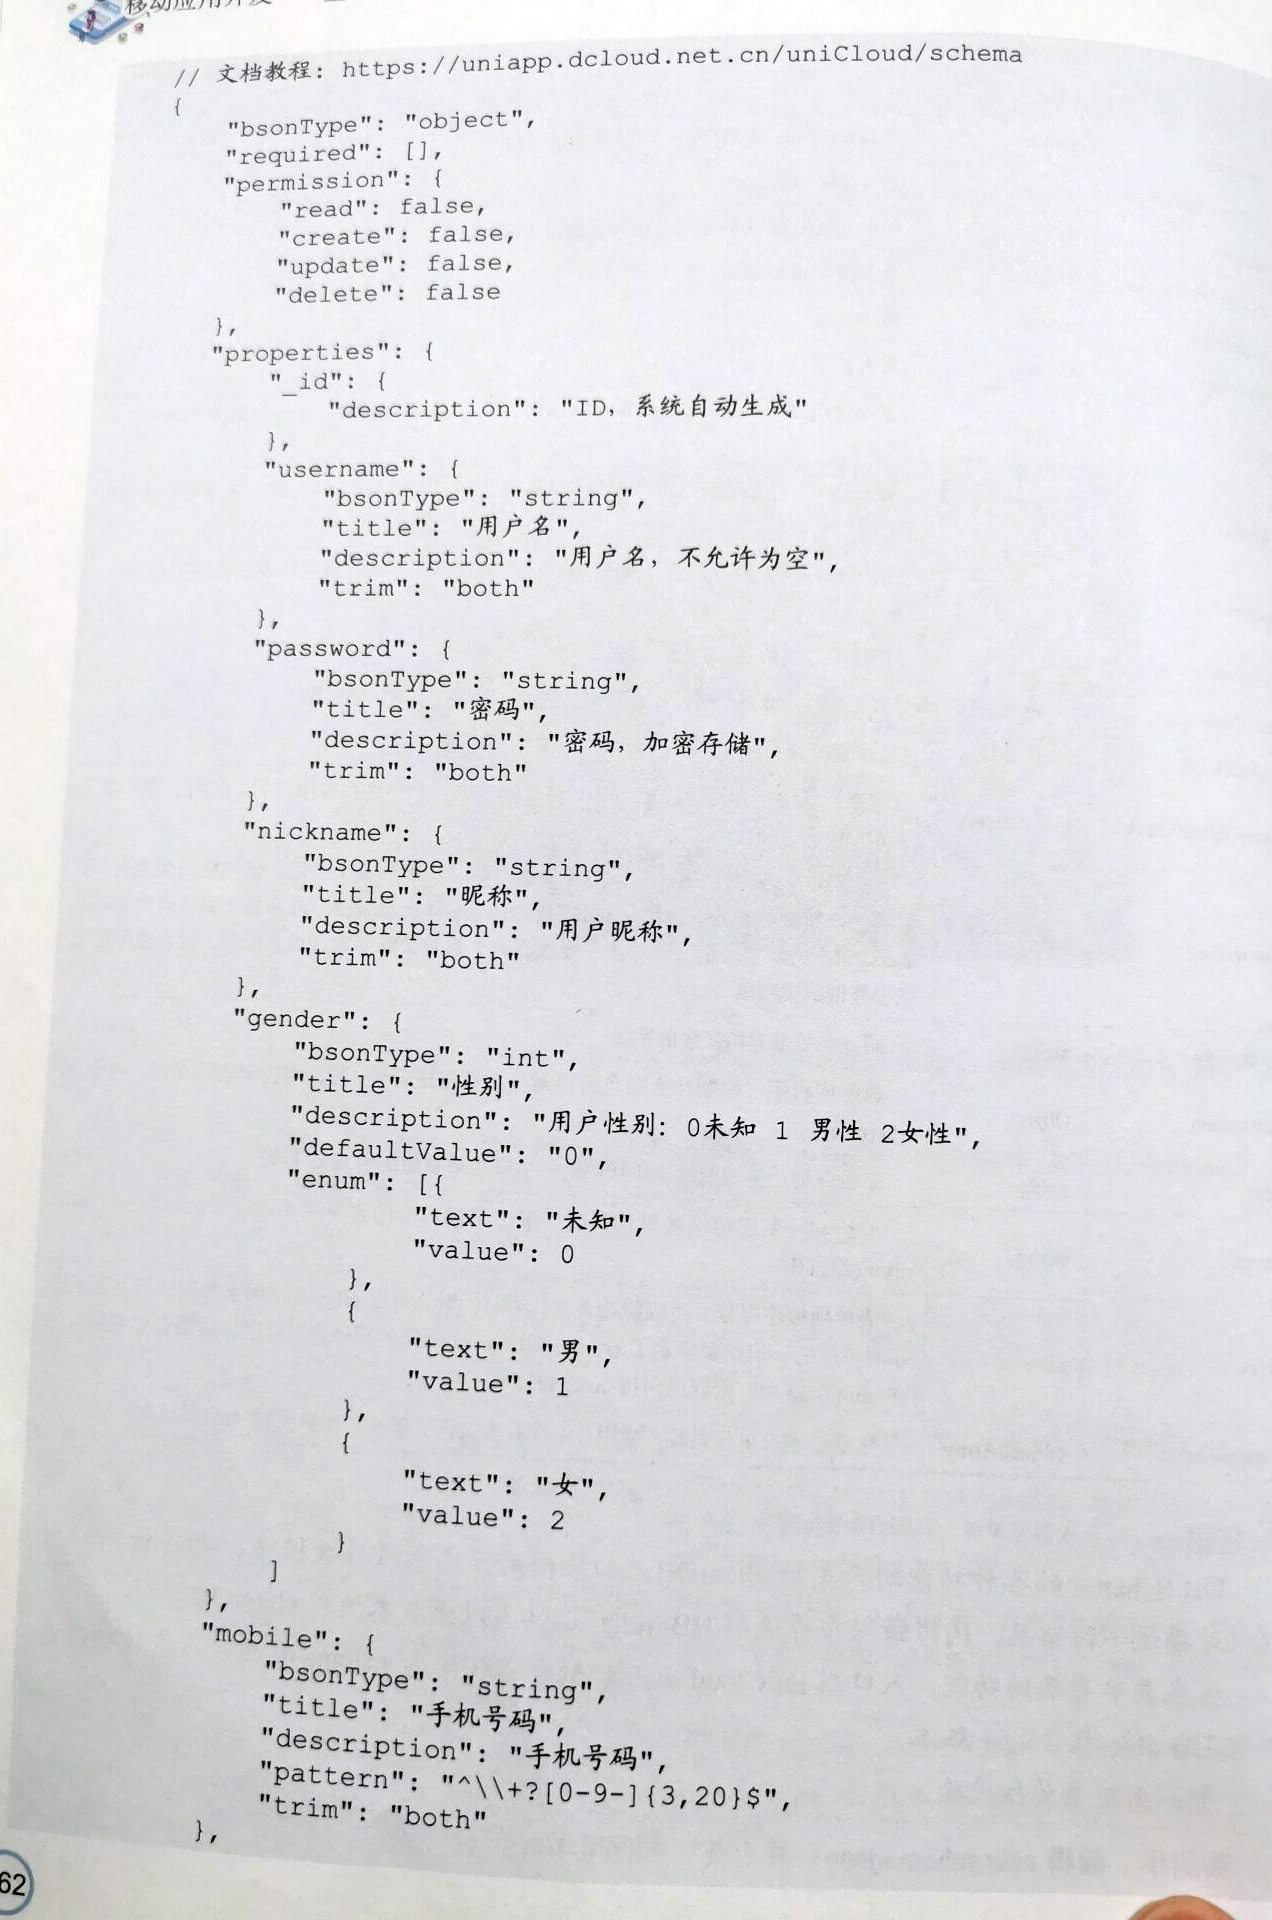 移动应用开发
// 文档教程: https://uniapp.dcloud.net.cn/uniCloud/schema
{
"bsonType": "object",
"required": [],
"permission": {
"read": false,
"create": false,
"update": false,
"delete": false
},
"properties": {
"_id": {
"description": "ID, 系统自动生成"
},
"username": {
"bsonType": "string",
"title": "用户名",
"description": "用户名, 不允许为空",
"trim": "both"
},
"password": {
"bsonType": "string",
"title": "密码",
"description": "密码, 加密存储",
"trim": "both"
},
"nickname": {
"bsonType": "string",
"title": "昵称",
"description": "用户昵称",
"trim": "both"
},
"gender": {
"bsonType": "int",
"title": "性别",
"description": "用户性别: 0未知 1 男性 2女性",
"defaultValue": "0",
"enum": [{
"text": "未知",
"value": 0
},
{
"text": "男",
"value": 1
},
{
"text": "女",
"value": 2
}
]
},
"mobile": {
"bsonType": "string",
"title": "手机号码",
"description": "手机号码",
"pattern": "^\\+?[0-9-]{3,20}$",
"trim": "both"
},
62